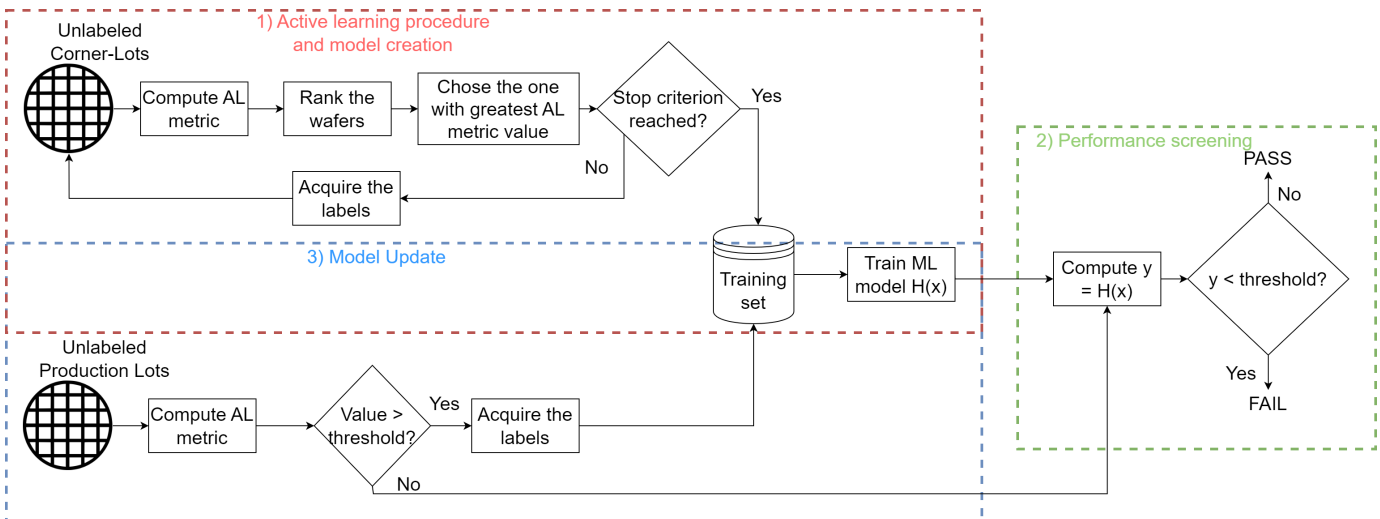 1) Active learning procedure
and model creation
Unlabeled
Corner-Lots
Compute AL
metric
Rank the
wafers
Chose the one
with greatest AL
metric value
Stop criterion
reached?
Yes
No
Acquire the
labels
2) Performance screening
PASS
No
y < threshold?
Yes
FAIL
Compute y
= H(x)
3) Model Update
Training
set
Train ML
model H(x)
Unlabeled
Production Lots
Compute AL
metric
Value >
threshold?
Yes
Acquire the
labels
No